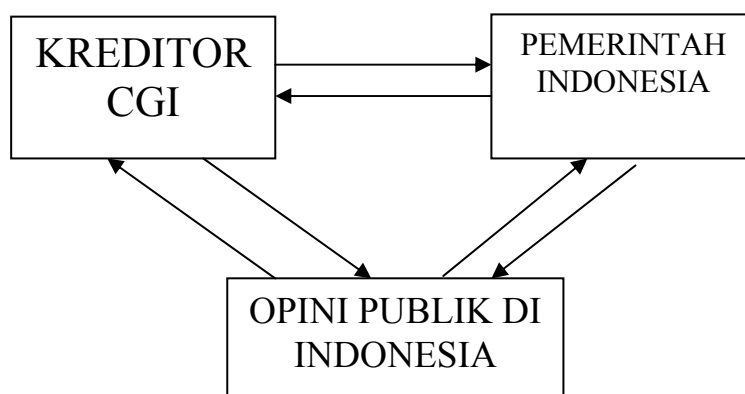 KREDITOR
CGI
PEMERINTAH
INDONESIA
OPINI PUBLIK DI
INDONESIA